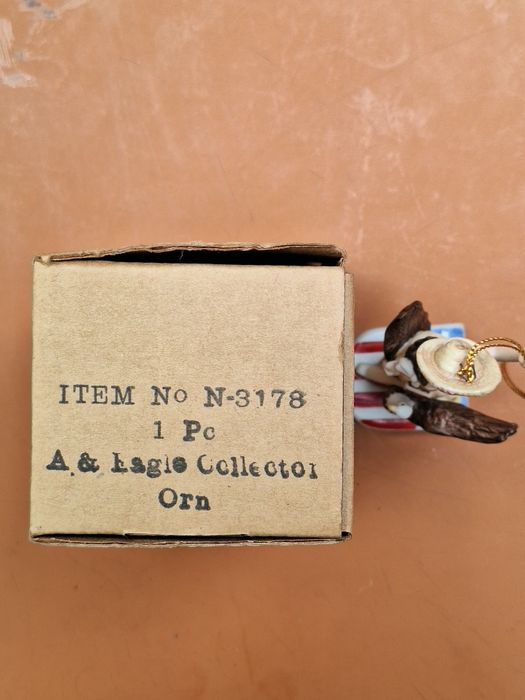 ITEM No N-3178
1 Pc
A & Eagle Collector
Orn